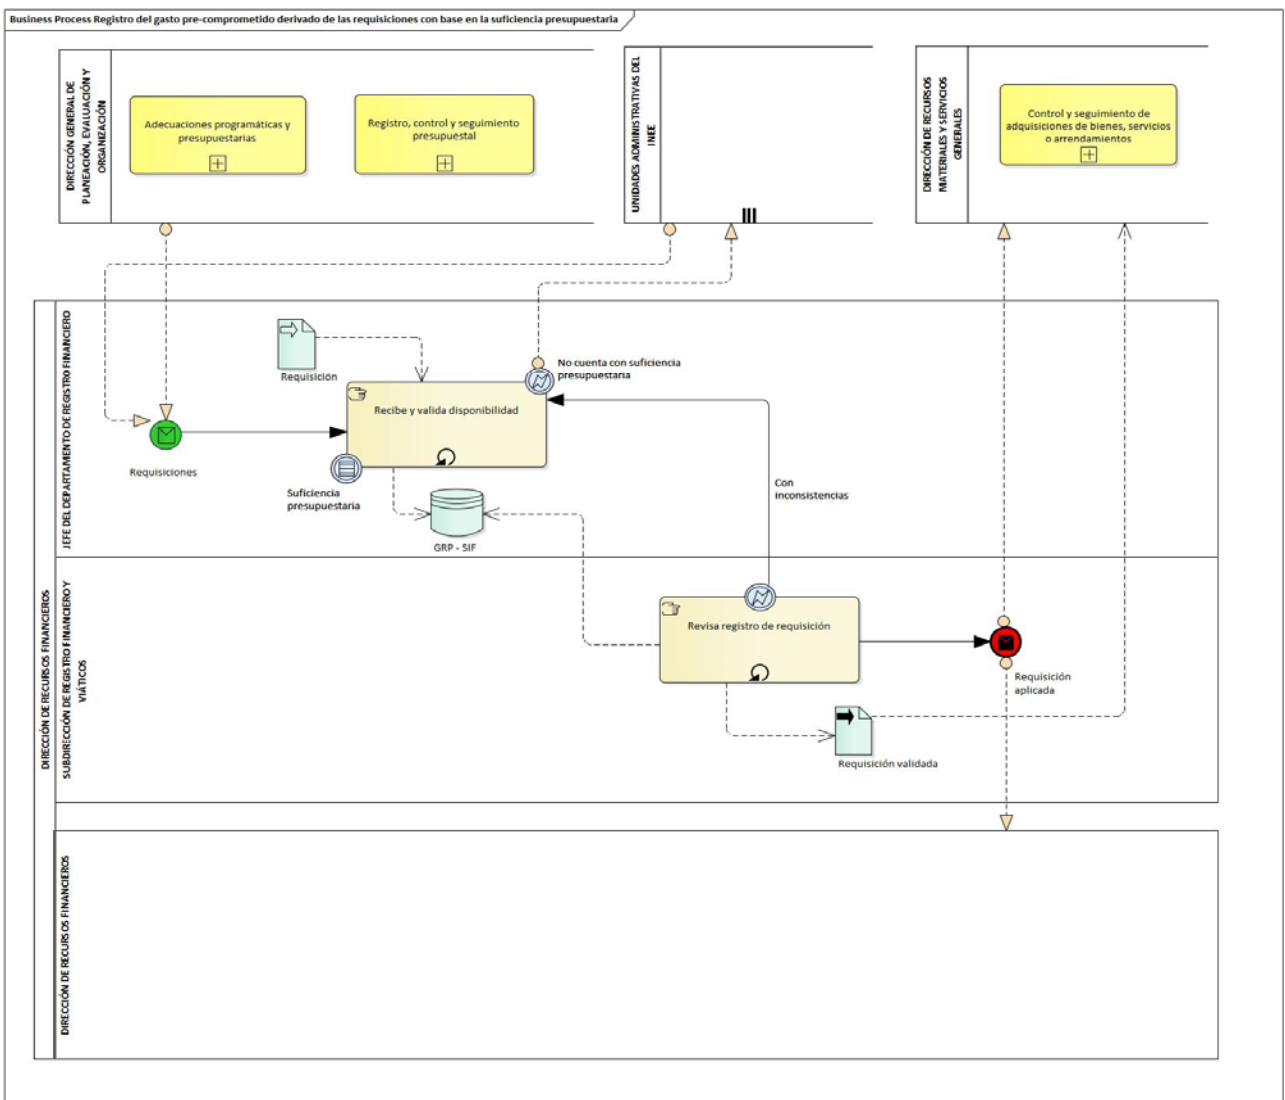 Business Process Registro del gasto pre-comprometido derivado de las requisiciones con base en la suficiencia presupuestaria
DIRECCIÓN GENERAL DE
PLANEACIÓN, EVALUACIÓN Y
ORGANIZACIÓN
Adecuaciones programáticas y
presupuestarias
Registro, control y seguimiento
presupuestal
UNIDADES ADMINISTRATIVAS DEL
INEE
DIRECCIÓN DE RECURSOS
MATERIALES Y SERVICIOS
GENERALES
Control y seguimiento de
adquisiciones de bienes, servicios
o arrendamientos
DIRECCIÓN DE RECURSOS FINANCIEROS
JEFE DEL DEPARTAMENTO DE REGISTRO FINANCIERO
Requisición
No cuenta con suficiencia
presupuestaria
Recibe y valida disponibilidad
Requisiciones
Suficiencia
presupuestaria
GRP - SIF
Con
inconsistencias
SUBDIRECCIÓN DE REGISTRO FINANCIERO Y
VIÁTICOS
Revisa registro de requisición
Requisición
aplicada
Requisición validada
DIRECCIÓN DE RECURSOS FINANCIEROS